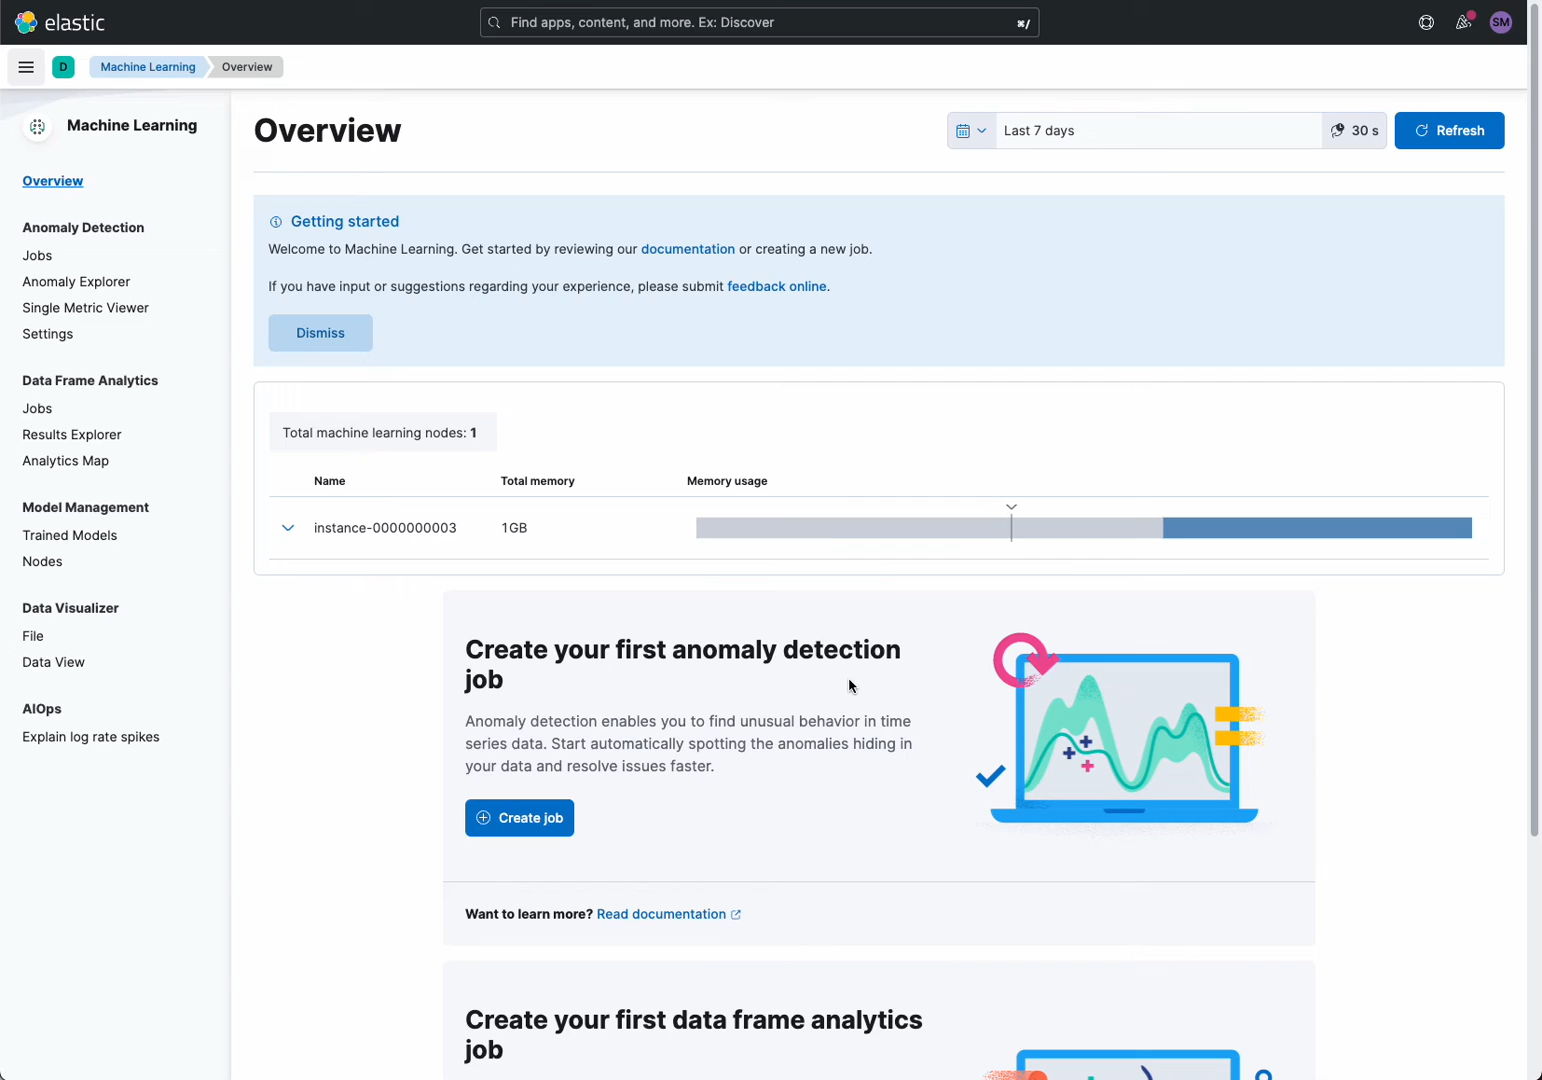 elastic
Find apps, content, and more. Ex: Discover
⌘/
SM
D
Machine Learning
Overview
Machine Learning
Overview
Anomaly Detection
Jobs
Anomaly Explorer
Single Metric Viewer
Settings
Data Frame Analytics
Jobs
Results Explorer
Analytics Map
Model Management
Trained Models
Nodes
Data Visualizer
File
Data View
AIOps
Explain log rate spikes
Overview
Last 7 days
30 s
Refresh
Getting started
Welcome to Machine Learning. Get started by reviewing our documentation or creating a new job.
If you have input or suggestions regarding your experience, please submit feedback online.
Dismiss
Total machine learning nodes: 1
Name Total memory Memory usage
instance-0000000003 1GB
Create your first anomaly detection
job
Anomaly detection enables you to find unusual behavior in time
series data. Start automatically spotting the anomalies hiding in
your data and resolve issues faster.
Create job
Want to learn more? Read documentation
Create your first data frame analytics
job